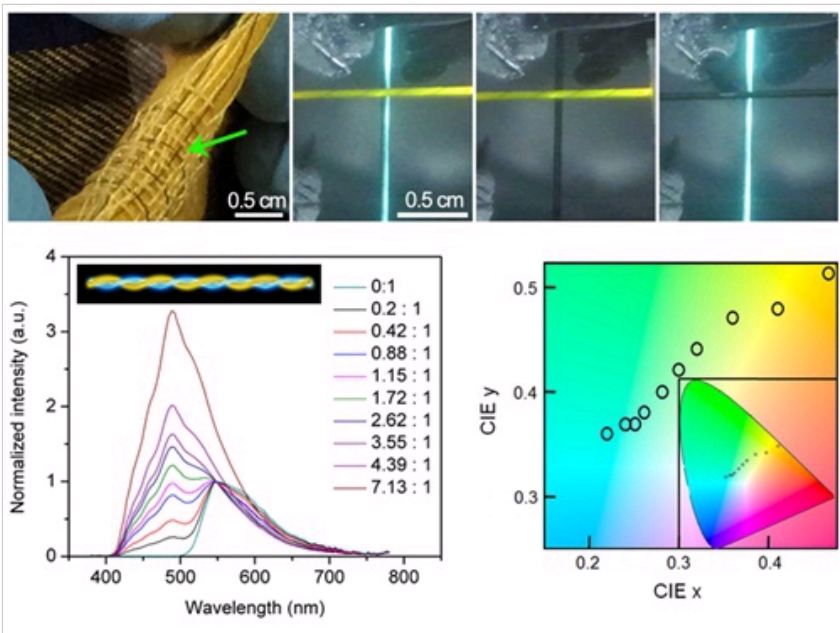 0.5 cm
0.5 cm
4
3
2
1
0
Normalized intensity (a.u.)
400 500 600 700 800
Wavelength (nm)
0:1
0.2 : 1
0.42 : 1
0.88 : 1
1.15 : 1
1.72 : 1
2.62 : 1
3.55 : 1
4.39 : 1
7.13 : 1
0.5
0.4
0.3
CIE y
0.2 0.3 0.4
CIE x